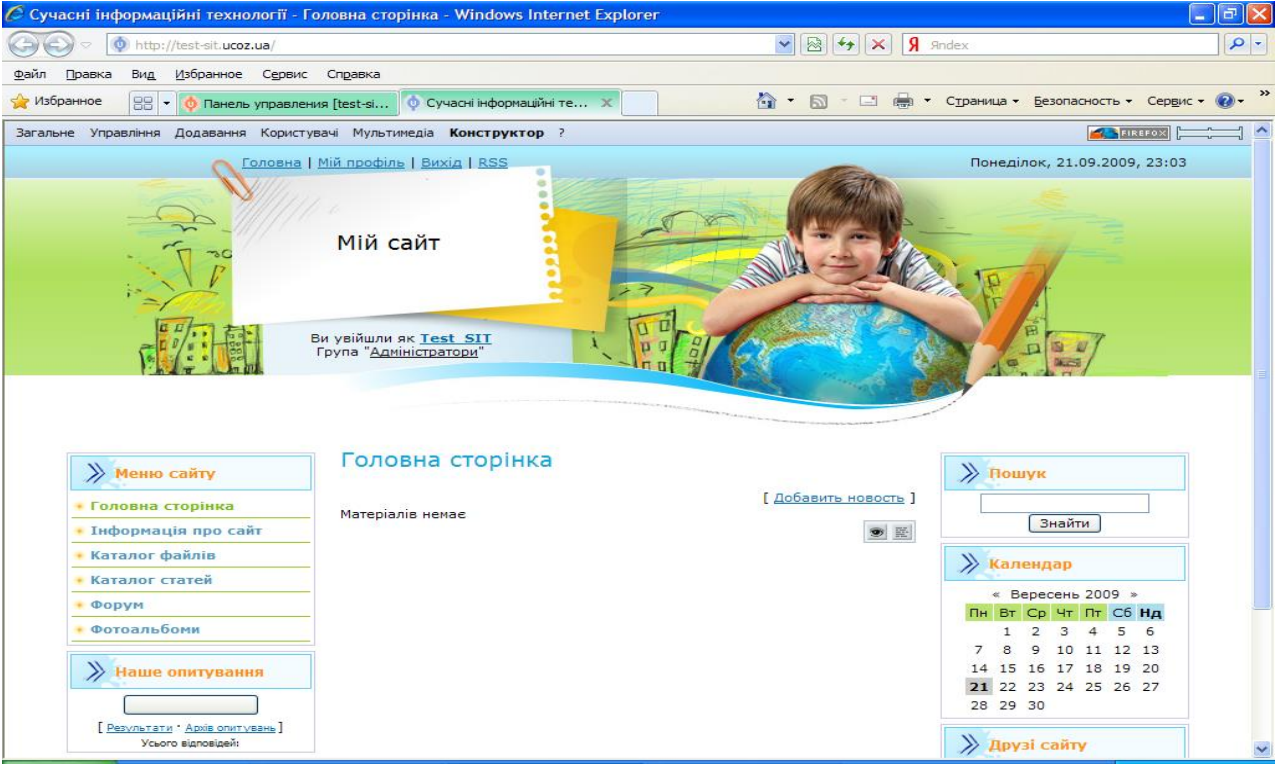 Сучасні інформаційні технології - Головна сторінка - Windows Internet Explorer
http://test-sit.ucoz.ua/
Яndex
Файл Правка Вид Избранное Сервис Справка
Избранное
Панель управления [test-si...
Сучасні інформаційні те...
Страница
Безопасность
Сервис
Загальне Управління Додавання Користувачі Мультимедіа Конструктор ?
FIREFOX
Головна | Мій профіль | Вихід | RSS
Понеділок, 21.09.2009, 23:03
Мій сайт
Ви увійшли як Test_SIT
Група "Адміністратори"
Меню сайту
Головна сторінка
Інформація про сайт
Каталог файлів
Каталог статей
Форум
Фотоальбоми
Наше опитування
[ Результати · Архів опитувань ]
Усього відповідей:
Головна сторінка
[ Добавить новость ]
Матеріалів немає
Пошук
Знайти
Календар
« Вересень 2009 »
Пн Вт Ср Чт Пт Сб Нд
1 2 3 4 5 6
7 8 9 10 11 12 13
14 15 16 17 18 19 20
21 22 23 24 25 26 27
28 29 30
Друзі сайту